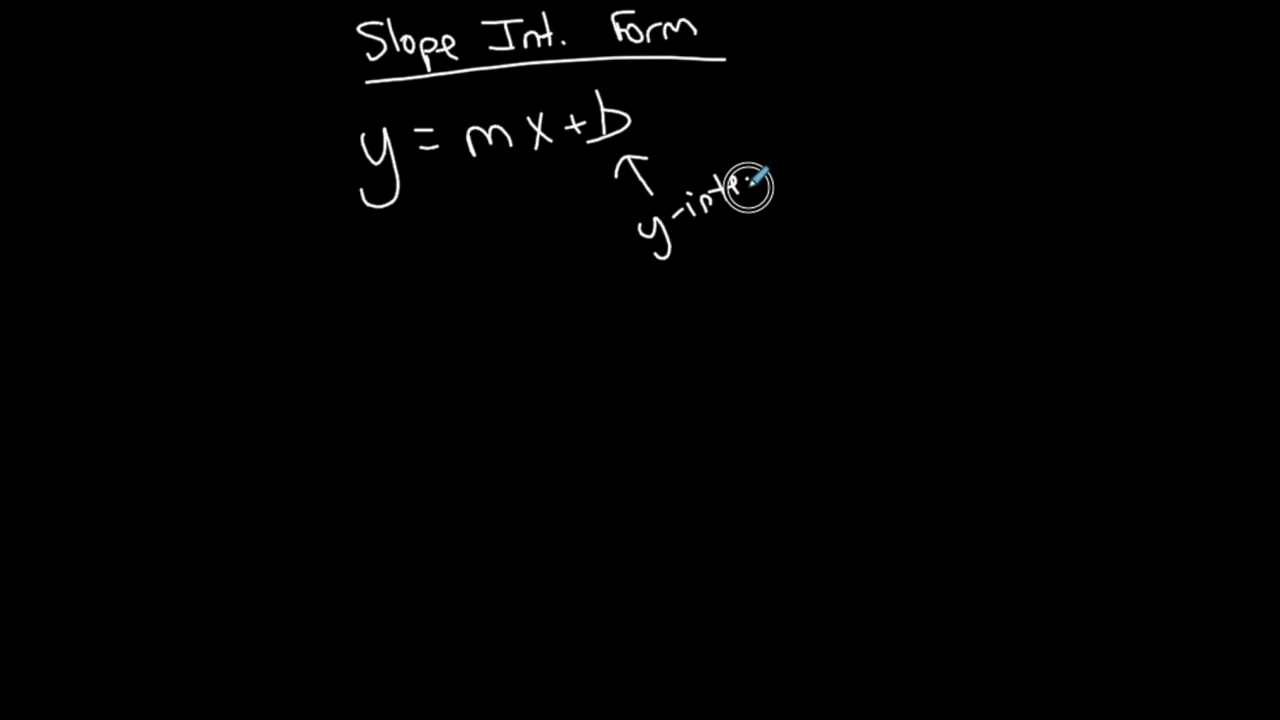 Slope Int. Form
y = mx+b
y-inte